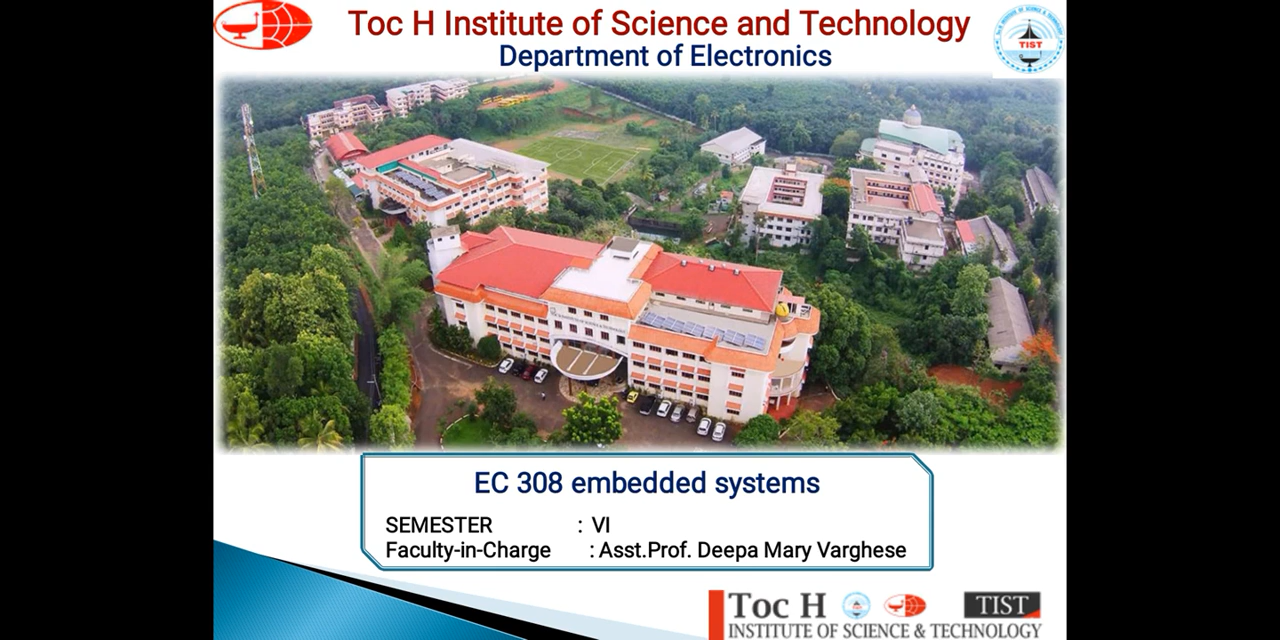 Toc H Institute of Science and Technology
Department of Electronics
TIST
EC 308 embedded systems
SEMESTER : VI
Faculty-in-Charge : Asst.Prof. Deepa Mary Varghese
Toc H TIST
INSTITUTE OF SCIENCE & TECHNOLOGY